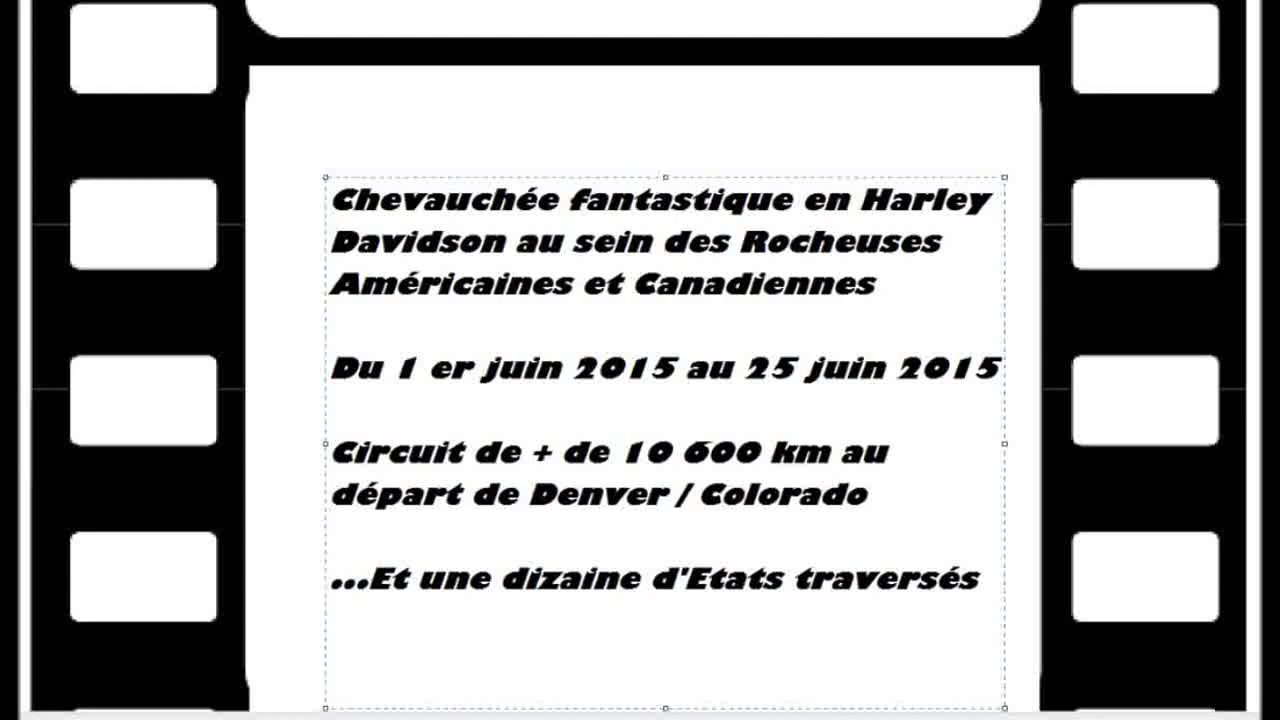 Chevauchée fantastique en Harley
Davidson au sein des Rocheuses
Américaines et Canadiennes
Du 1 er juin 2015 au 25 juin 2015
Circuit de + de 10 600 km au
départ de Denver / Colorado
...Et une dizaine d'Etats traversés